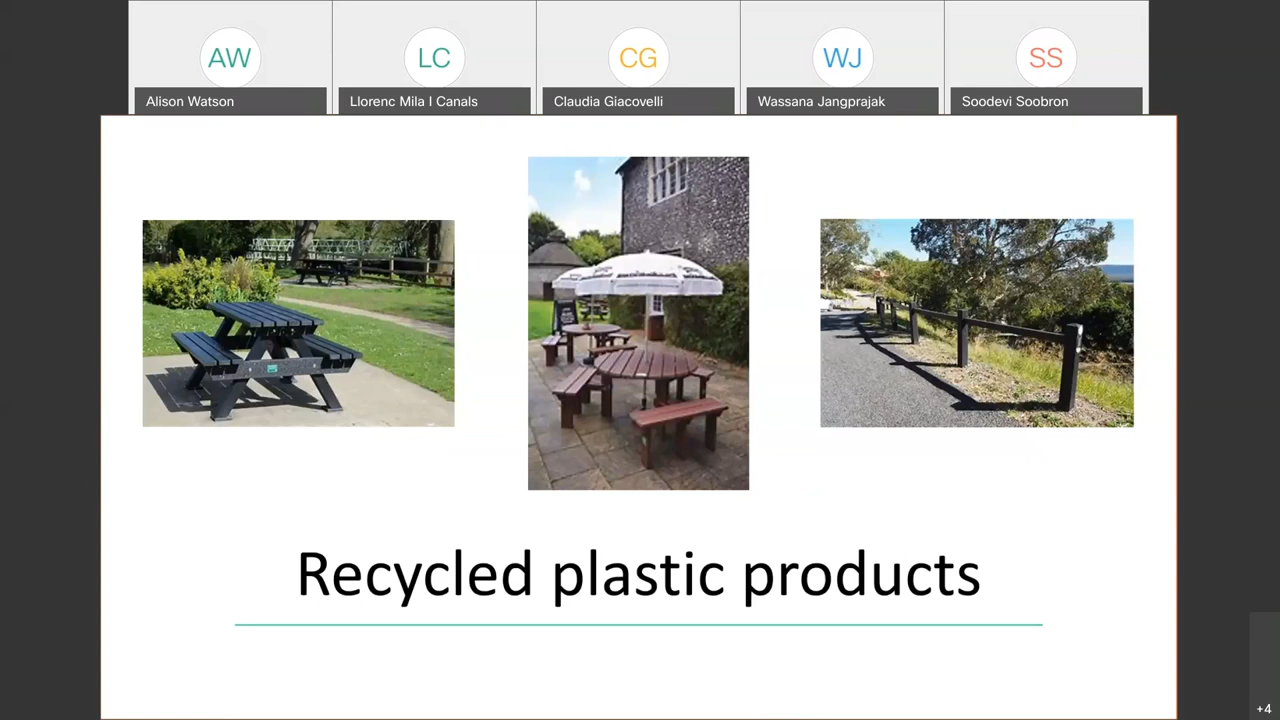 AW
LC
CG
WJ
SS
Alison Watson
Llorenc Mila I Canals
Claudia Giacovelli
Wassana Jangprajak
Soodevi Soobron
Recycled plastic products
+4